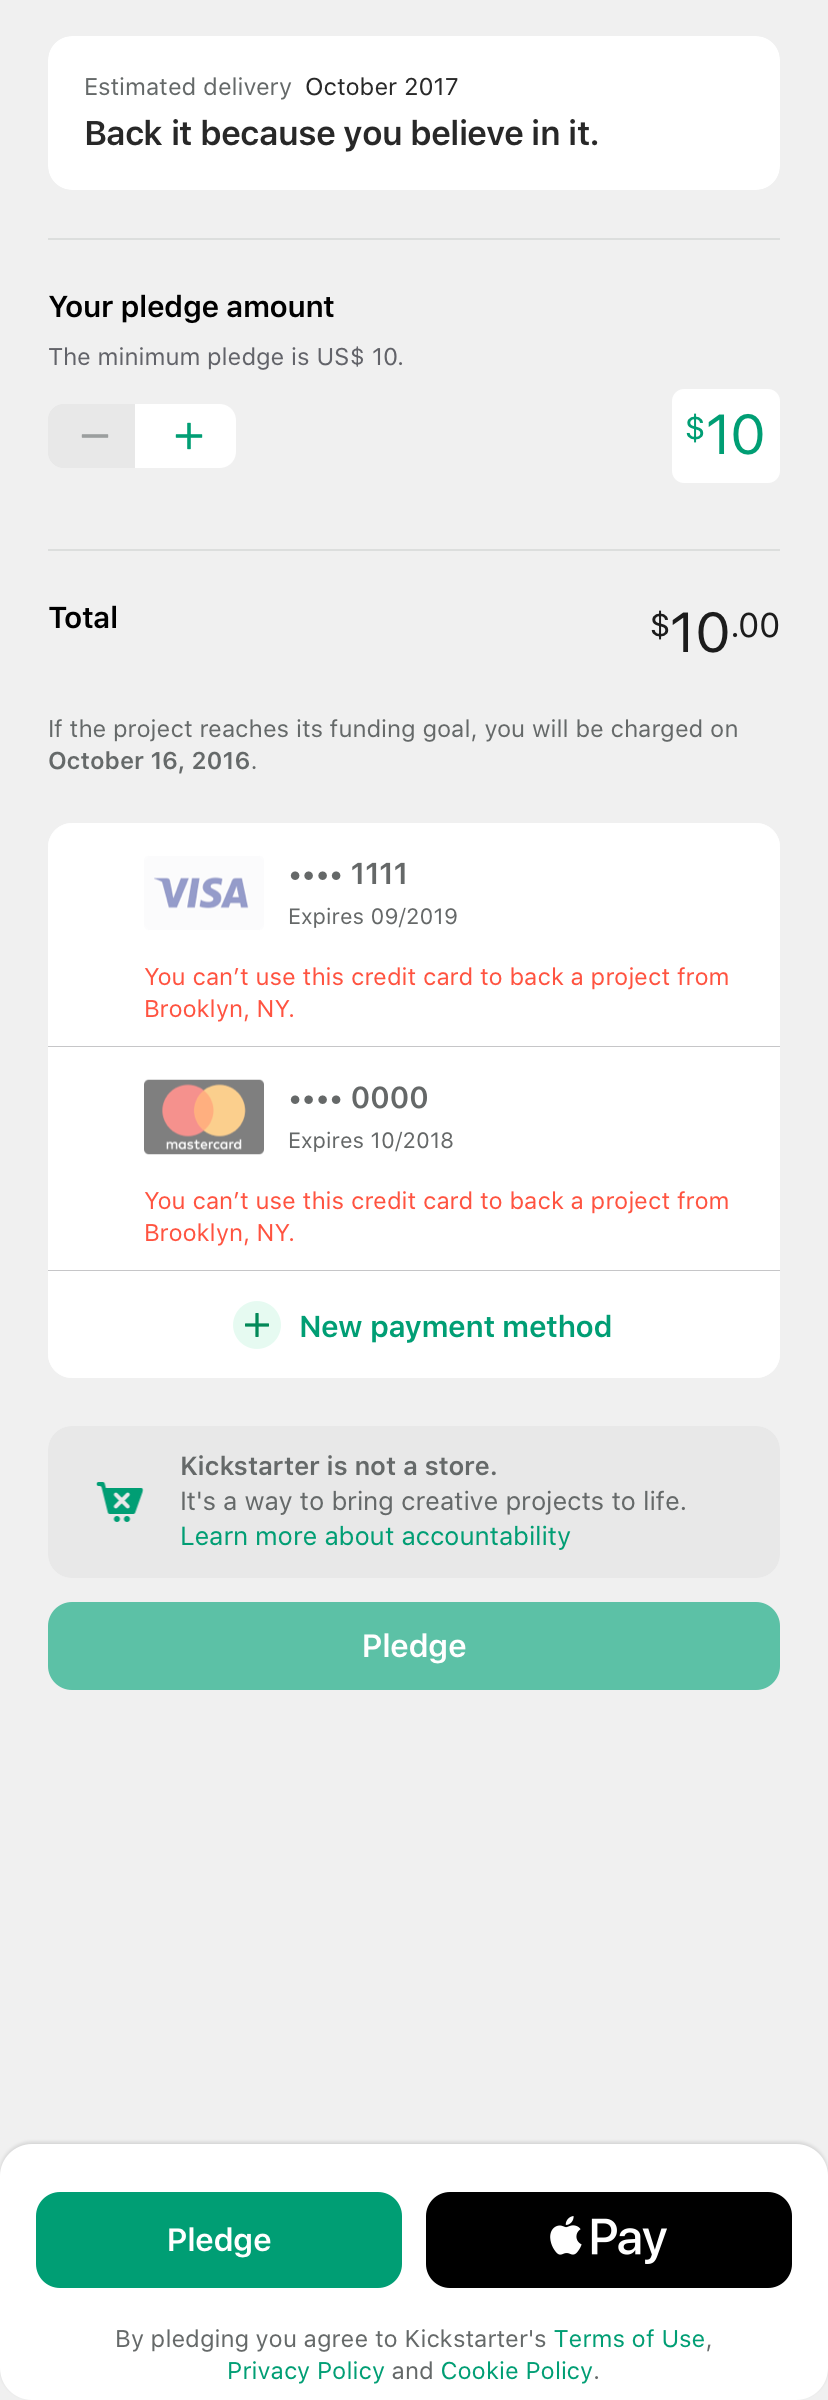 Estimated delivery October 2017
Back it because you believe in it.
Your pledge amount
The minimum pledge is US$ 10.
$10
Total
$10.00
If the project reaches its funding goal, you will be charged on
October 16, 2016.
VISA
•••• 1111
Expires 09/2019
You can’t use this credit card to back a project from
Brooklyn, NY.
mastercard
•••• 0000
Expires 10/2018
You can’t use this credit card to back a project from
Brooklyn, NY.
New payment method
Kickstarter is not a store.
It's a way to bring creative projects to life.
Learn more about accountability
Pledge
Pledge
Pay
By pledging you agree to Kickstarter's Terms of Use,
Privacy Policy and Cookie Policy.